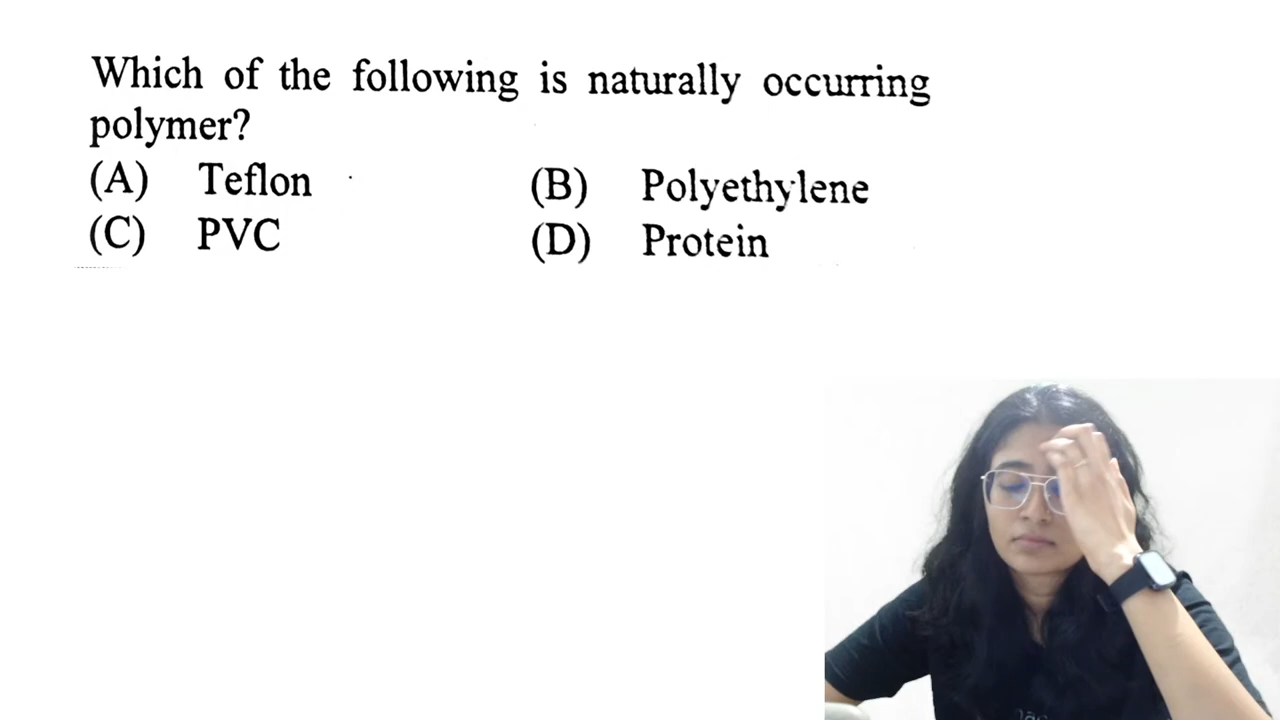 Which of the following is naturally occurring
polymer?
(A) Teflon (B) Polyethylene
(C) PVC (D) Protein